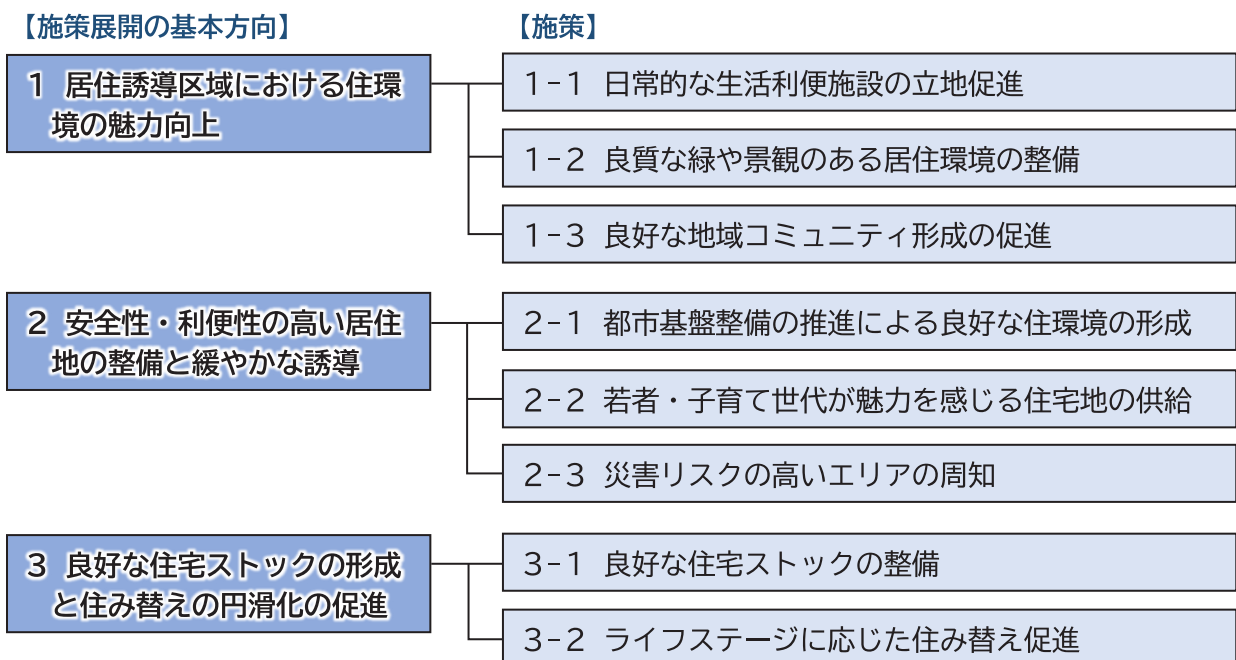 【施策展開の基本方向】
【施策】
1 居住誘導区域における住環
境の魅力向上
1-1 日常的な生活利便施設の立地促進
1-2 良質な緑や景観のある居住環境の整備
1-3 良好な地域コミュニティ形成の促進
2 安全性・利便性の高い居住
地の整備と緩やかな誘導
2-1 都市基盤整備の推進による良好な住環境の形成
2-2 若者・子育て世代が魅力を感じる住宅地の供給
2-3 災害リスクの高いエリアの周知
3 良好な住宅ストックの形成
と住み替えの円滑化の促進
3-1 良好な住宅ストックの整備
3-2 ライフステージに応じた住み替え促進